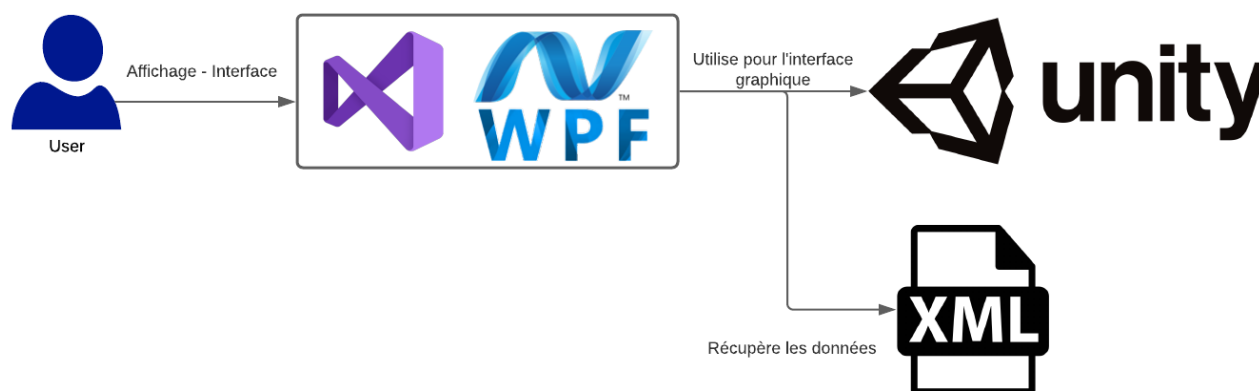 User
Affichage - Interface
WPF
TM
Utilise pour l'interface
graphique
unity
XML
Récupère les données